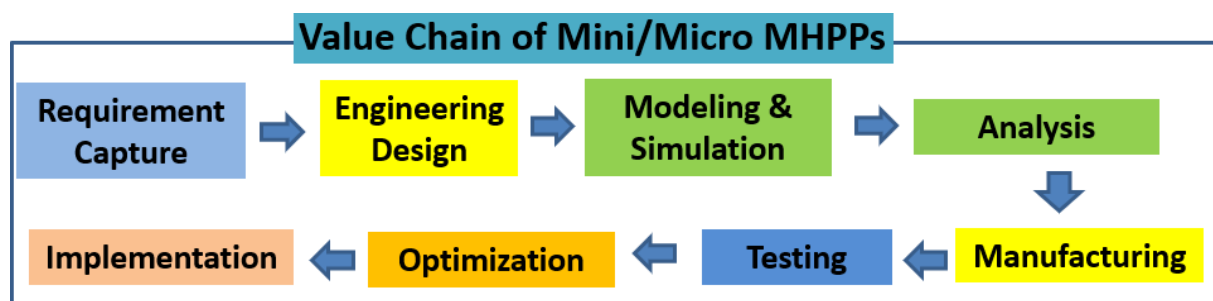 Value Chain of Mini/Micro MHPPs
Requirement
Capture
Engineering
Design
Modeling &
Simulation
Analysis
Manufacturing
Testing
Optimization
Implementation